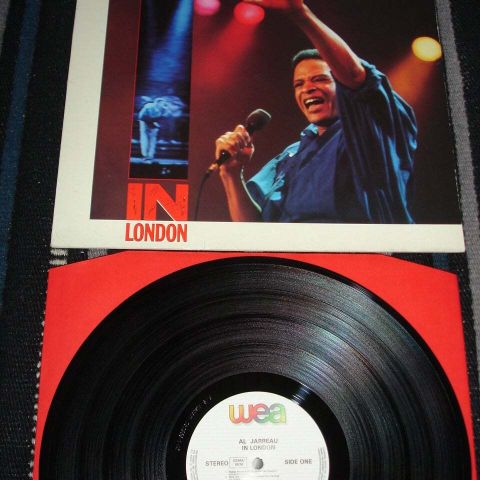 IN
LONDON
wea
AL JARREAU
IN LONDON
STEREO
SIDE ONE